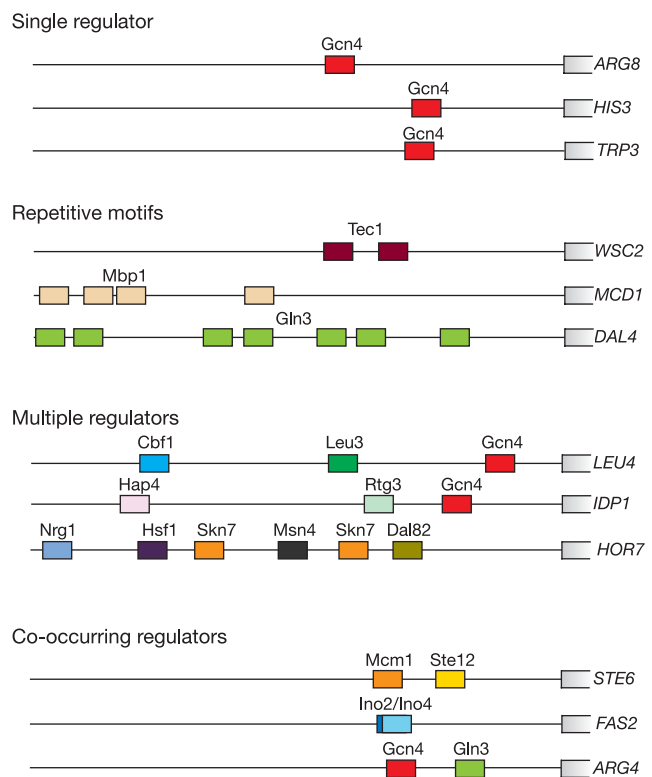 Single regulator
Gcn4
ARG8
Gcn4
HIS3
Gcn4
TRP3
Repetitive motifs
Tec1
WSC2
Mbp1
MCD1
Gln3
DAL4
Multiple regulators
Cbf1 Leu3 Gcn4
LEU4
Hap4 Rtg3 Gcn4
IDP1
Nrg1 Hsf1 Skn7 Msn4 Skn7 Dal82
HOR7
Co-occurring regulators
Mcm1 Ste12
STE6
Ino2/Ino4
FAS2
Gcn4 Gln3
ARG4